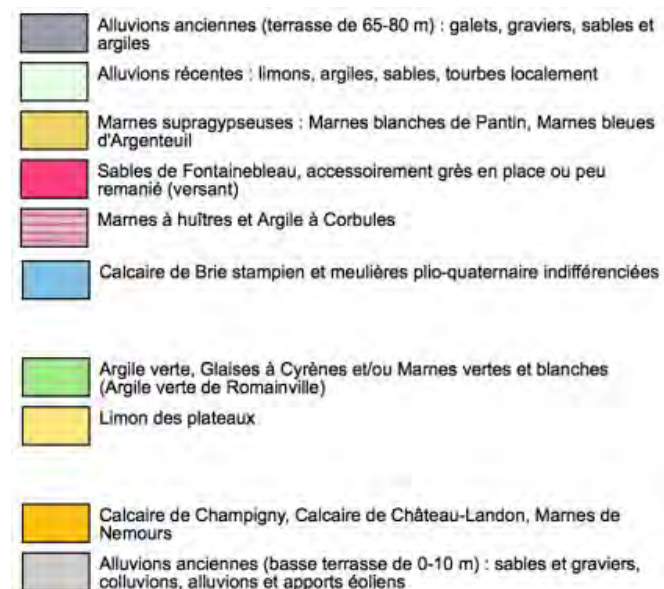 Alluvions anciennes (terrasse de 65-80 m) : galets, graviers, sables et
argiles
Alluvions récentes : limons, argiles, sables, tourbes localement
Marnes supragypseuses : Marnes blanches de Pantin, Marnes bleues
d'Argenteuil
Sables de Fontainebleau, accessoirement grès en place ou peu
remanié (versant)
Marnes à huîtres et Argile à Corbules
Calcaire de Brie stampien et meulières plio-quaternaire indifférenciées
Argile verte, Glaises à Cyrènes et/ou Marnes vertes et blanches
(Argile verte de Romainville)
Limon des plateaux
Calcaire de Champigny, Calcaire de Château-Landon, Marnes de
Nemours
Alluvions anciennes (basse terrasse de 0-10 m) : sables et graviers,
colluvions, alluvions et apports éoliens